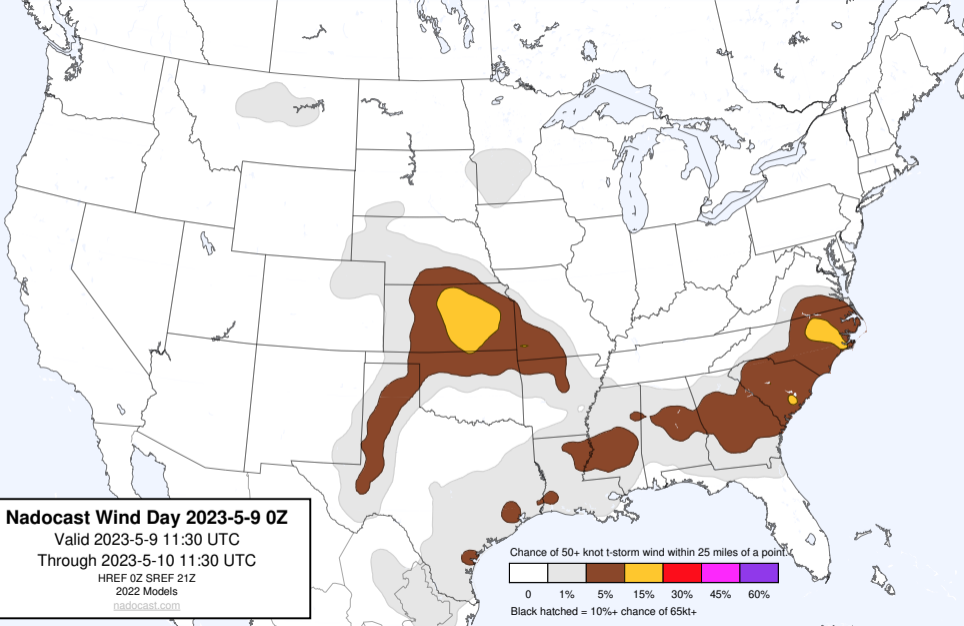 Nadocast Wind Day 2023-5-9 0Z
Valid 2023-5-9 11:30 UTC
Through 2023-5-10 11:30 UTC
HREF 0Z SREF 21Z
2022 Models
nadocast.com
Chance of 50+ knot t-storm wind within 25 miles of a point.
0 1% 5% 15% 30% 45% 60%
Black hatched = 10%+ chance of 65kt+